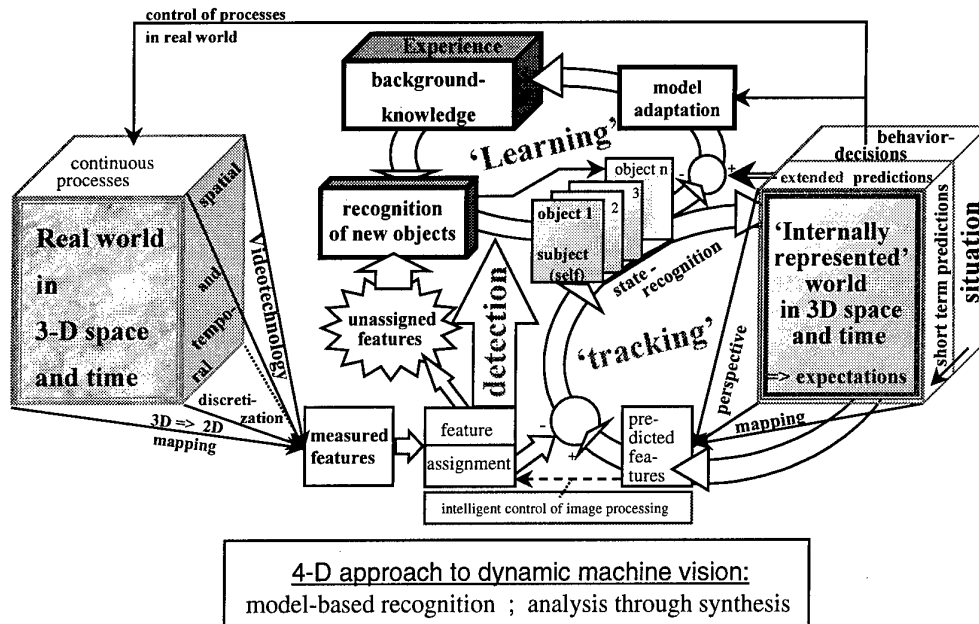 control of processes
in real world
Experience
background-
knowledge
model
adaptation
behavior-
decisions
continuous
processes
spatial
and
tempo-
ral
Videotechnology
'Learning'
object n
3
2
object 1
subject
(self)
-
+
extended predictions
recognition
of new objects
Real world
in
3-D space
and time
'Internally
represented'
world
in 3D space
and time
=> expectations
short term predictions
situation
state -
recognition
unassigned
features
detection
'tracking'
perspective
mapping
discreti-
zation
3D => 2D
mapping
measured
features
feature
assignment
-
+
pre-
dicted
fea-
tures
intelligent control of image processing
4-D approach to dynamic machine vision:
model-based recognition ; analysis through synthesis